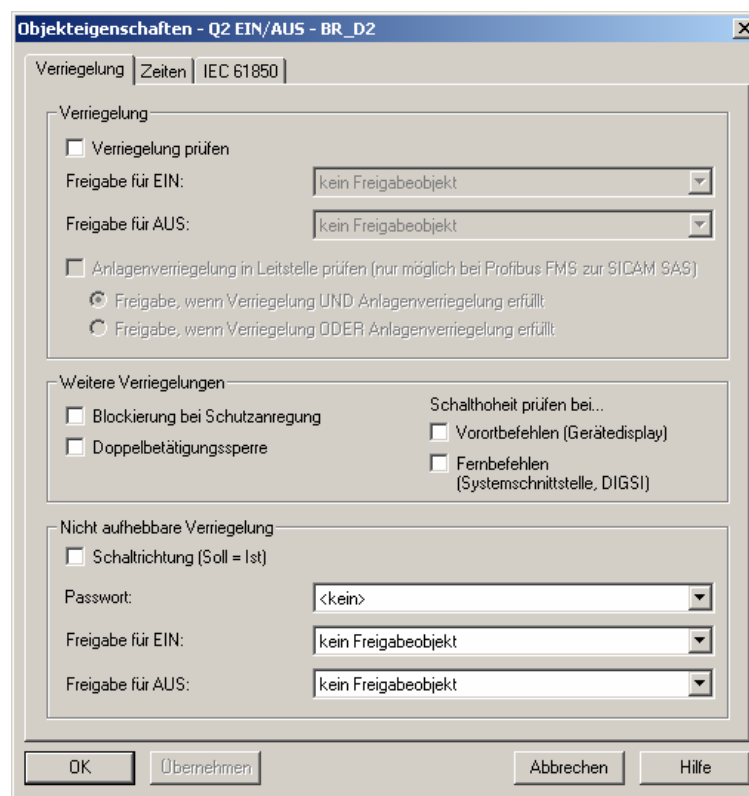 Objekteigenschaften - Q2 EIN/AUS - BR_D2
Verriegelung
Zeiten
IEC 61850
Verriegelung
Verriegelung prüfen
Freigabe für EIN:
kein Freigabeobjekt
Freigabe für AUS:
kein Freigabeobjekt
Anlagenverriegelung in Leitstelle prüfen (nur möglich bei Profibus FMS zur SICAM SAS)
Freigabe, wenn Verriegelung UND Anlagenverriegelung erfüllt
Freigabe, wenn Verriegelung ODER Anlagenverriegelung erfüllt
Weitere Verriegelungen
Blockierung bei Schutzanregung
Doppelbetätigungssperre
Schalthoheit prüfen bei...
Vorortbefehlen (Gerätedisplay)
Fernbefehlen
(Systemschnittstelle, DIGSI)
Nicht aufhebbare Verriegelung
Schaltrichtung (Soll = Ist)
Passwort:
<kein>
Freigabe für EIN:
kein Freigabeobjekt
Freigabe für AUS:
kein Freigabeobjekt
OK
Übernehmen
Abbrechen
Hilfe